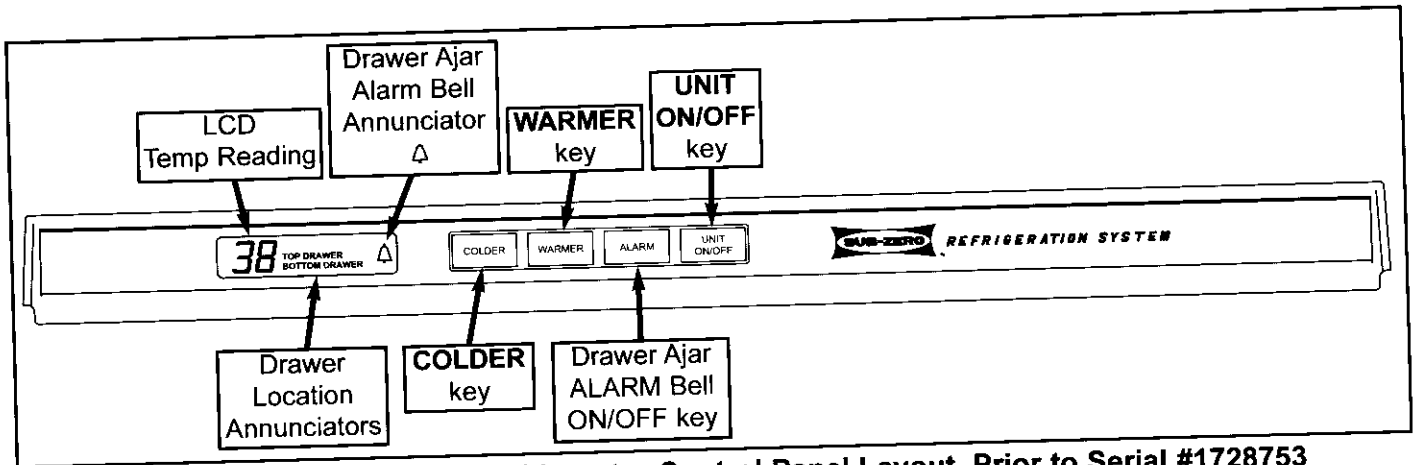 Drawer Ajar
Alarm Bell
Annunciator
LCD
Temp Reading
WARMER
key
UNIT
ON/OFF
key
38
TOP DRAWER
BOTTOM DRAWER
COLDER
WARMER
ALARM
UNIT
ON/OFF
SUB-ZERO REFRIGERATION SYSTEM
Drawer
Location
Annunciators
COLDER
key
Drawer Ajar
ALARM Bell
ON/OFF key
Control Panel Layout, Prior to Serial #1728753